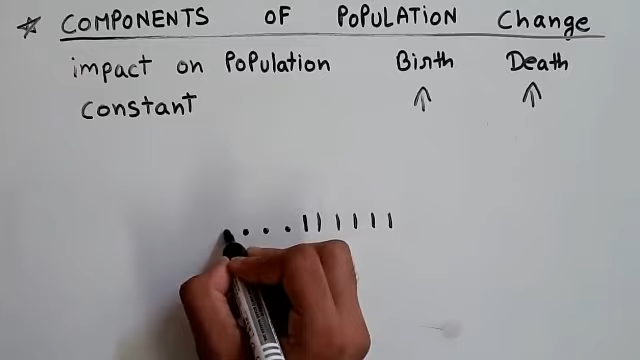 COMPONENTS OF POPULATION Change
impact on Population Birth Death
constant ↑ ↑